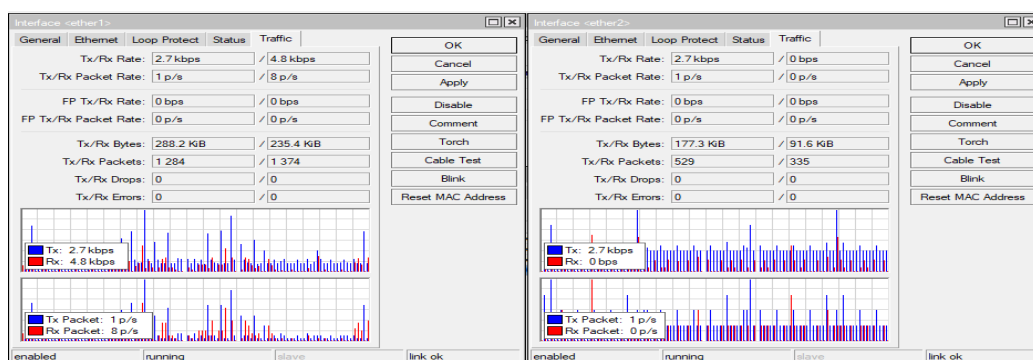 Interface <ether1>
General Ethernet Loop Protect Status Traffic
Tx/Rx Rate: 2.7 kbps / 4.8 kbps
Tx/Rx Packet Rate: 1 p/s / 8 p/s
FP Tx/Rx Rate: 0 bps / 0 bps
FP Tx/Rx Packet Rate: 0 p/s / 0 p/s
Tx/Rx Bytes: 288.2 KiB / 235.4 KiB
Tx/Rx Packets: 1 284 / 1 374
Tx/Rx Drops: 0 / 0
Tx/Rx Errors: 0 / 0
Tx: 2.7 kbps
Rx: 4.8 kbps
Tx Packet: 1 p/s
Rx Packet: 8 p/s
OK
Cancel
Apply
Disable
Comment
Torch
Cable Test
Blink
Reset MAC Address
enabled running slave link ok
Interface <ether2>
General Ethernet Loop Protect Status Traffic
Tx/Rx Rate: 2.7 kbps / 0 bps
Tx/Rx Packet Rate: 1 p/s / 0 p/s
FP Tx/Rx Rate: 0 bps / 0 bps
FP Tx/Rx Packet Rate: 0 p/s / 0 p/s
Tx/Rx Bytes: 177.3 KiB / 91.6 KiB
Tx/Rx Packets: 529 / 335
Tx/Rx Drops: 0 / 0
Tx/Rx Errors: 0 / 0
Tx: 2.7 kbps
Rx: 0 bps
Tx Packet: 1 p/s
Rx Packet: 0 p/s
OK
Cancel
Apply
Disable
Comment
Torch
Cable Test
Blink
Reset MAC Address
enabled running slave link ok